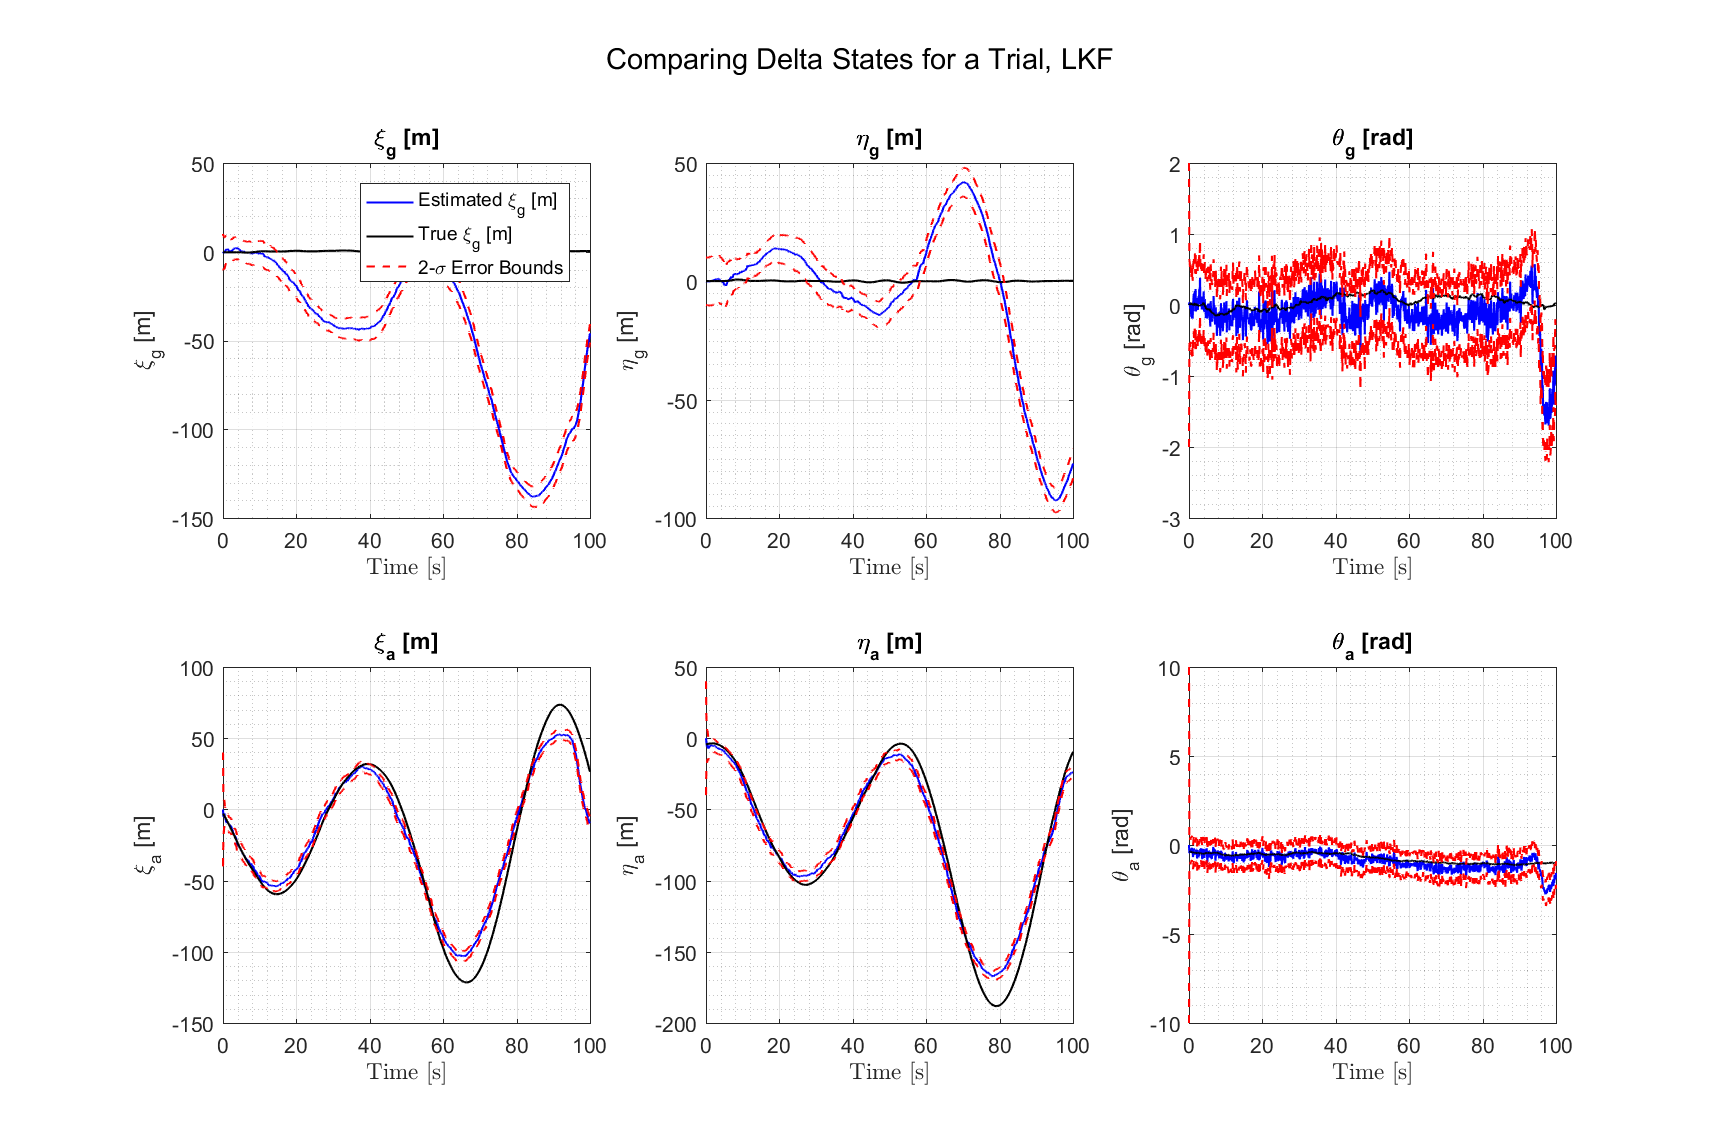 Comparing Delta States for a Trial, LKF
ξg [m]
50
0
-50
-100
-150
0 20 40 60 80 100
ξg [m]
Time [s]
Estimated ξg [m]
True ξg [m]
2-σ Error Bounds
ηg [m]
50
0
-50
-100
0 20 40 60 80 100
ηg [m]
Time [s]
θg [rad]
2
1
0
-1
-2
-3
0 20 40 60 80 100
θg [rad]
Time [s]
ξa [m]
100
50
0
-50
-100
-150
0 20 40 60 80 100
ξa [m]
Time [s]
ηa [m]
50
0
-50
-100
-150
-200
0 20 40 60 80 100
ηa [m]
Time [s]
θa [rad]
10
5
0
-5
-10
0 20 40 60 80 100
θa [rad]
Time [s]